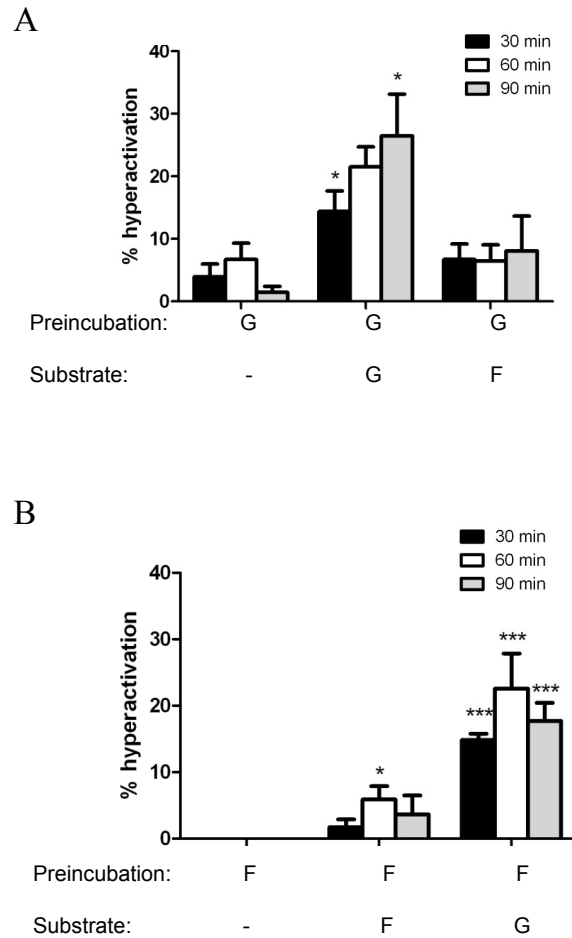 A
40
30 min
60 min
90 min
*
30
*
20
10
0
% hyperactivation
Preincubation: G G G
Substrate: - G F
B
30 min
60 min
90 min
40
***
30
***
***
20
*
10
0
% hyperactivation
Preincubation: F F F
Substrate: - F G